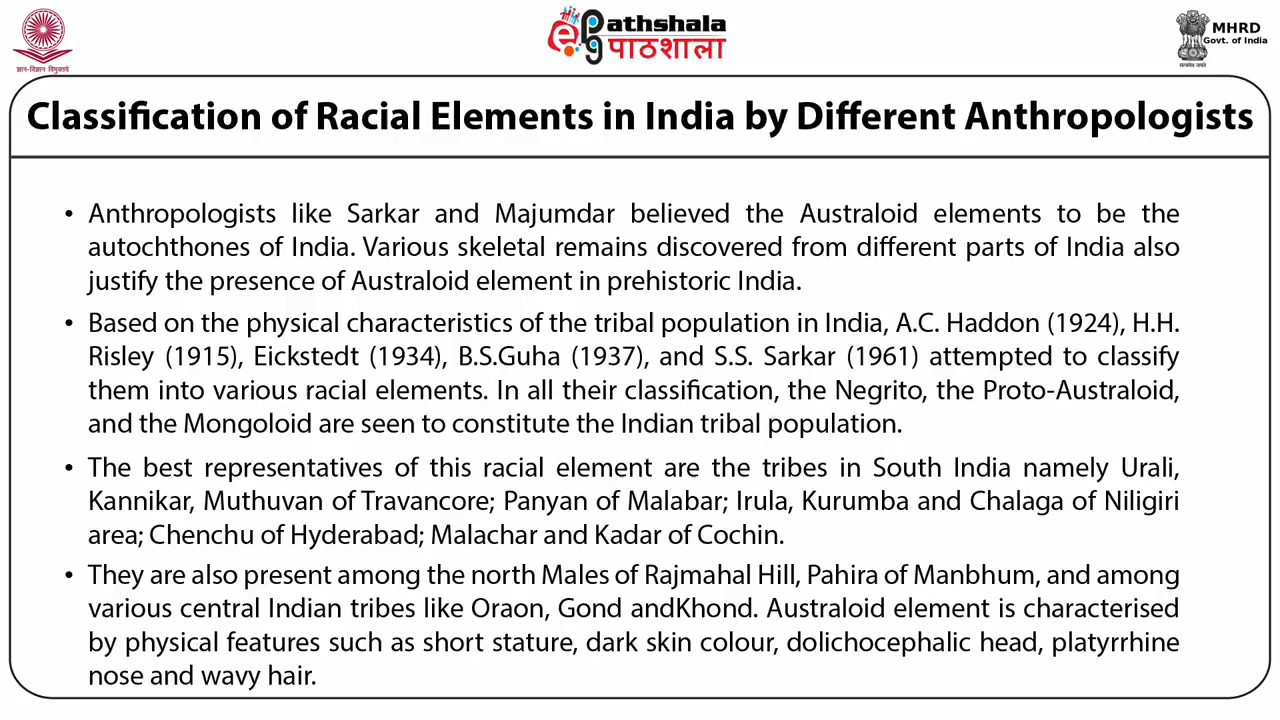 ज्ञान-विज्ञान विमुक्तये
ePG Pathshala
पाठशाला
MHRD
Govt. of India
सत्यमेव जयते
Classification of Racial Elements in India by Different Anthropologists
• Anthropologists like Sarkar and Majumdar believed the Australoid elements to be the
autochthones of India. Various skeletal remains discovered from different parts of India also
justify the presence of Australoid element in prehistoric India.
• Based on the physical characteristics of the tribal population in India, A.C. Haddon (1924), H.H.
Risley (1915), Eickstedt (1934), B.S.Guha (1937), and S.S. Sarkar (1961) attempted to classify
them into various racial elements. In all their classification, the Negrito, the Proto-Australoid,
and the Mongoloid are seen to constitute the Indian tribal population.
• The best representatives of this racial element are the tribes in South India namely Urali,
Kannikar, Muthuvan of Travancore; Panyan of Malabar; Irula, Kurumba and Chalaga of Niligiri
area; Chenchu of Hyderabad; Malachar and Kadar of Cochin.
• They are also present among the north Males of Rajmahal Hill, Pahira of Manbhum, and among
various central Indian tribes like Oraon, Gond andKhond. Australoid element is characterised
by physical features such as short stature, dark skin colour, dolichocephalic head, platyrrhine
nose and wavy hair.